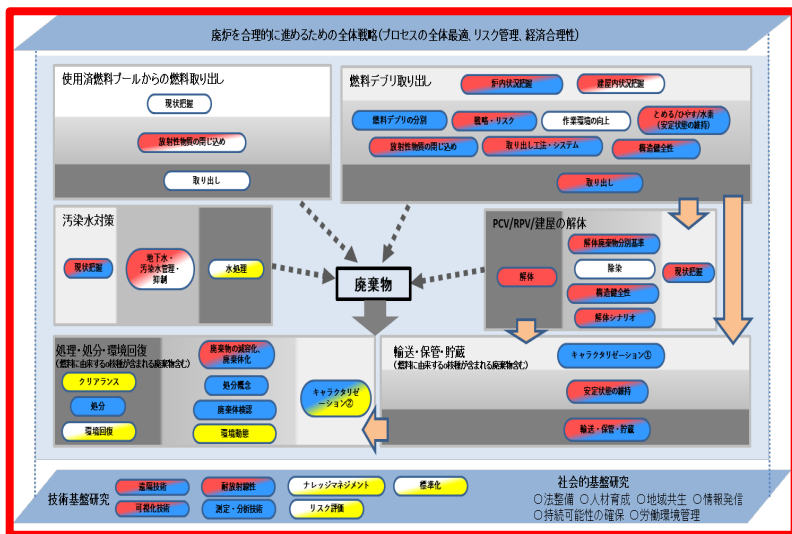 廃炉を合理的に進めるための全体戦略(プロセスの全体最適、リスク管理、経済合理性)
使用済燃料プールからの燃料取り出し
現状把握
放射性物質の閉じ込め
取り出し
燃料デブリ取り出し
炉内状況把握
建屋内状況把握
燃料デブリの分別
戦略・リスク
作業環境の向上
とめる/ひやす/水素
(安定状態の維持)
放射性物質の閉じ込め
取り出し工法・システム
構造健全性
取り出し
汚染水対策
現状把握
地下水・
汚染水管理・
抑制
水処理
廃棄物
PCV/RPV/建屋の解体
解体
解体廃棄物分別基準
除染
構造健全性
解体シナリオ
現状把握
処理・処分・環境回復
(燃料に由来するα核種が含まれる廃棄物含む)
クリアランス
処分
環境回復
廃棄物の減容化、
廃棄体化
処分概念
廃棄体検認
環境動態
キャラクタリゼ
ーション②
輸送・保管・貯蔵
(燃料に由来するα核種が含まれる廃棄物含む)
キャラクタリゼーション①
安定状態の維持
輸送・保管・貯蔵
技術基盤研究
遠隔技術
耐放射線性
ナレッジマネジメント
標準化
可視化技術
測定・分析技術
リスク評価
社会的基盤研究
〇法整備 〇人材育成 〇地域共生 〇情報発信
〇持続可能性の確保 〇労働環境管理